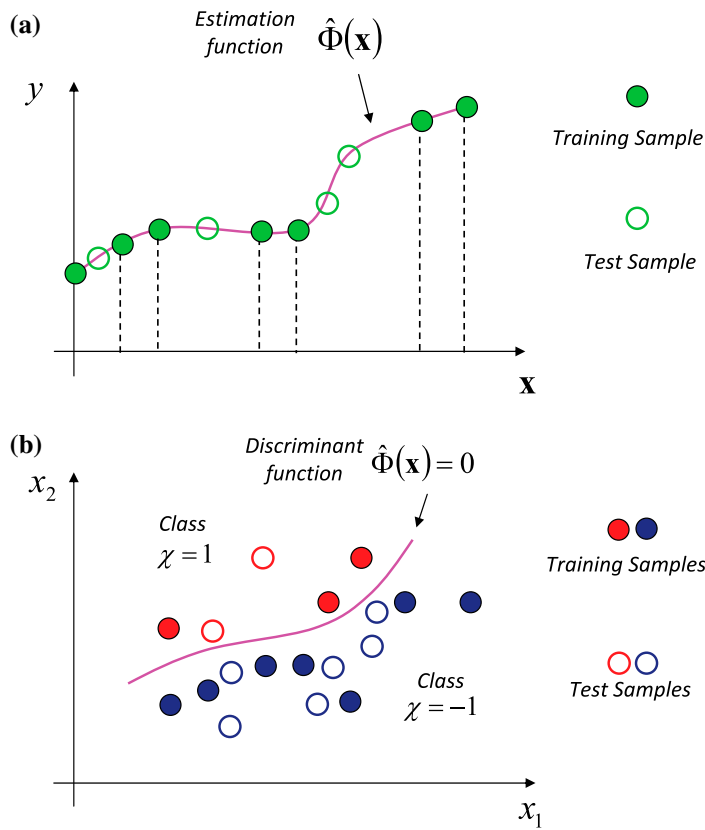 (a)
Estimation
function
Φ̂(x)
y
Training Sample
Test Sample
x
(b)
Discriminant
function
Φ̂(x) = 0
x₂
Class
χ = 1
Training Samples
Class
χ = −1
Test Samples
x₁